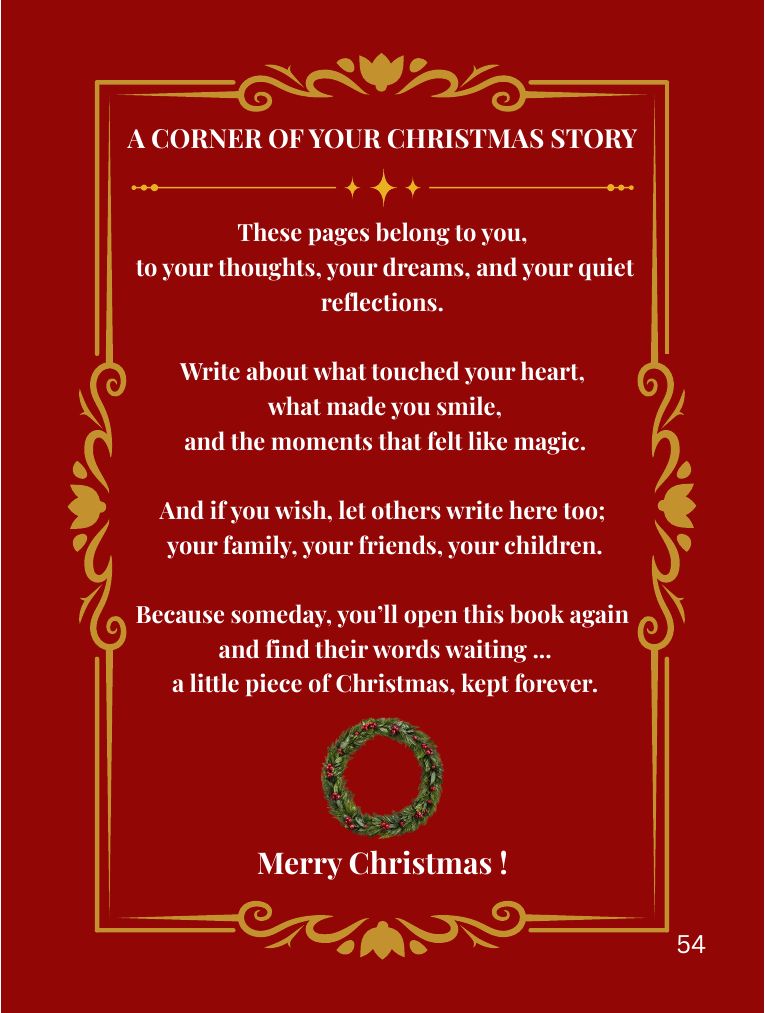 A CORNER OF YOUR CHRISTMAS STORY
These pages belong to you,
to your thoughts, your dreams, and your quiet
reflections.
Write about what touched your heart,
what made you smile,
and the moments that felt like magic.
And if you wish, let others write here too;
your family, your friends, your children.
Because someday, you’ll open this book again
and find their words waiting ...
a little piece of Christmas, kept forever.
Merry Christmas !
54